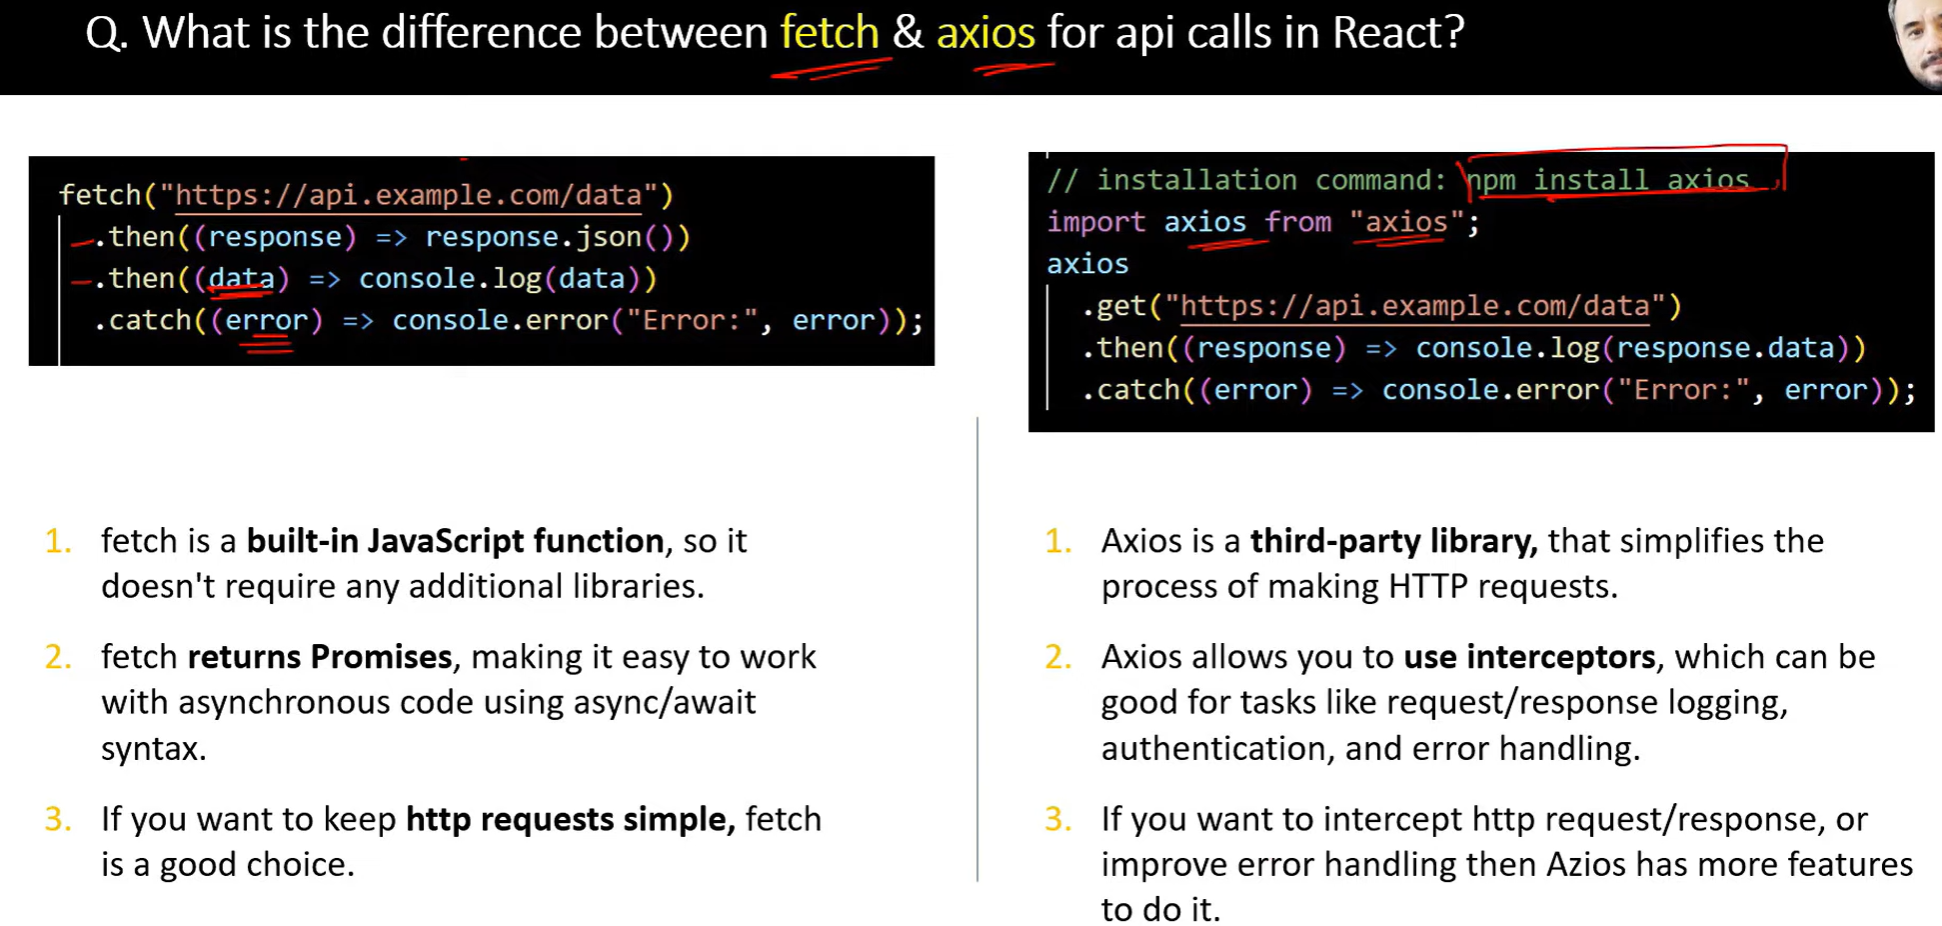 Q. What is the difference between fetch & axios for api calls in React?
fetch("https://api.example.com/data")
.then((response) => response.json())
.then((data) => console.log(data))
.catch((error) => console.error("Error:", error));
1. fetch is a built-in JavaScript function, so it
doesn't require any additional libraries.
2. fetch returns Promises, making it easy to work
with asynchronous code using async/await
syntax.
3. If you want to keep http requests simple, fetch
is a good choice.
// installation command: npm install axios
import axios from "axios";
axios
.get("https://api.example.com/data")
.then((response) => console.log(response.data))
.catch((error) => console.error("Error:", error));
1. Axios is a third-party library, that simplifies the
process of making HTTP requests.
2. Axios allows you to use interceptors, which can be
good for tasks like request/response logging,
authentication, and error handling.
3. If you want to intercept http request/response, or
improve error handling then Azios has more features
to do it.